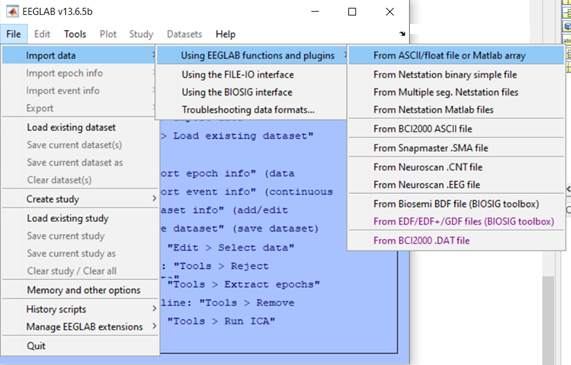 EEGLAB v13.6.5b
File Edit Tools Plot Study Datasets Help
Import data
Import epoch info
Import event info
Export
Load existing dataset
Save current dataset(s)
Save current dataset as
Clear dataset(s)
Create study
Load existing study
Save current study
Save current study as
Clear study / Clear all
Memory and other options
History scripts
Manage EEGLAB extensions
Quit
Using EEGLAB functions and plugins
Using the FILE-IO interface
Using the BIOSIG interface
Troubleshooting data formats...
From ASCII/float file or Matlab array
From Netstation binary simple file
From Multiple seg. Netstation files
From Netstation Matlab files
From BCI2000 ASCII file
From Snapmaster .SMA file
From Neuroscan .CNT file
From Neuroscan .EEG file
From Biosemi BDF file (BIOSIG toolbox)
From EDF/EDF+/GDF files (BIOSIG toolbox)
From BCI2000 .DAT file
> Load existing dataset"
ort epoch info" (data
ort event info" (continuous
aset info" (add/edit
e dataset" (save dataset)
"Edit > Select data"
: "Tools > Reject
"Tools > Extract epochs"
line: "Tools > Remove
"Tools > Run ICA"